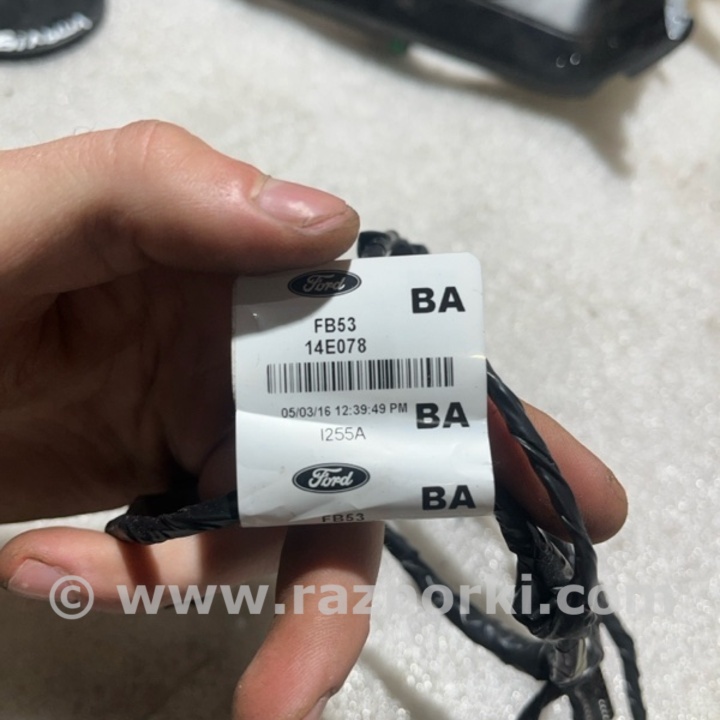 Ford
BA
FB53
14E078
05/03/16 12:39:49 PM
BA
I255A
Ford
BA
FB53
© www.razborki.com